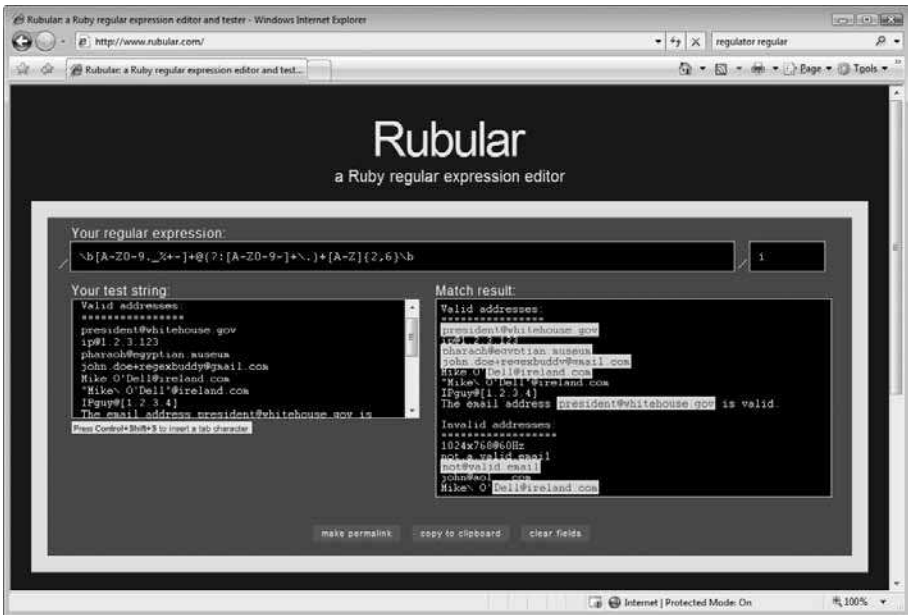 Rubular: a Ruby regular expression editor and tester - Windows Internet Explorer
http://www.rubular.com/
regulator regular
Rubular: a Ruby regular expression editor and test...
Page
Tools
Rubular
a Ruby regular expression editor
Your regular expression:
/ \b[A-Z0-9._%+-]+@(?:[A-Z0-9-]+\.)+[A-Z]{2,6}\b / i
Your test string:
Valid addresses:
****************
president@whitehouse.gov
ip@1.2.3.123
pharaoh@egyptian.museum
john.doe+regexbuddy@gmail.com
Mike.O'Dell@ireland.com
"Mike\ O'Dell"@ireland.com
IPguy@[1.2.3.4]
The email address president@whitehouse.gov is
Press Control+Shift+5 to insert a tab character
Match result:
Valid addresses:
****************
president@whitehouse.gov
ip@1.2.3.123
pharaoh@egyptian.museum
john.doe+regexbuddy@gmail.com
Mike.O'Dell@ireland.com
"Mike\ O'Dell"@ireland.com
IPguy@[1.2.3.4]
The email address president@whitehouse.gov is valid.
Invalid addresses:
******************
1024x768@60Hz
not.a.valid.email
not@valid.email
john@aol...com
Mike\ O'Dell@ireland.com
make permalink
copy to clipboard
clear fields
Internet | Protected Mode: On
100%